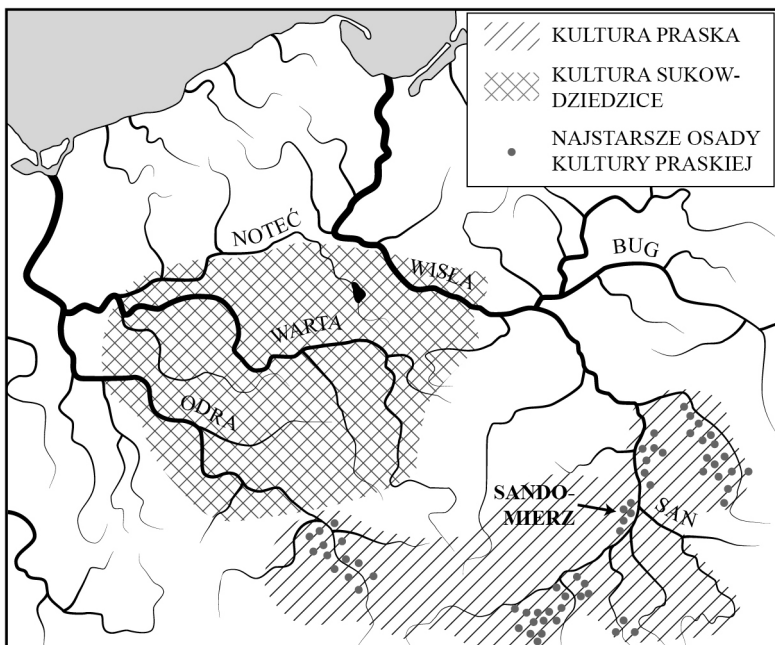 KULTURA PRASKA
KULTURA SUKOW-
DZIEDZICE
NAJSTARSZE OSADY
KULTURY PRASKIEJ
NOTEĆ
WISŁA
BUG
WARTA
ODRA
SANDO-
MIERZ
SAN